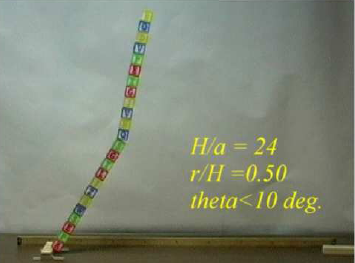 H/a = 24
r/H =0.50
theta<10 deg.